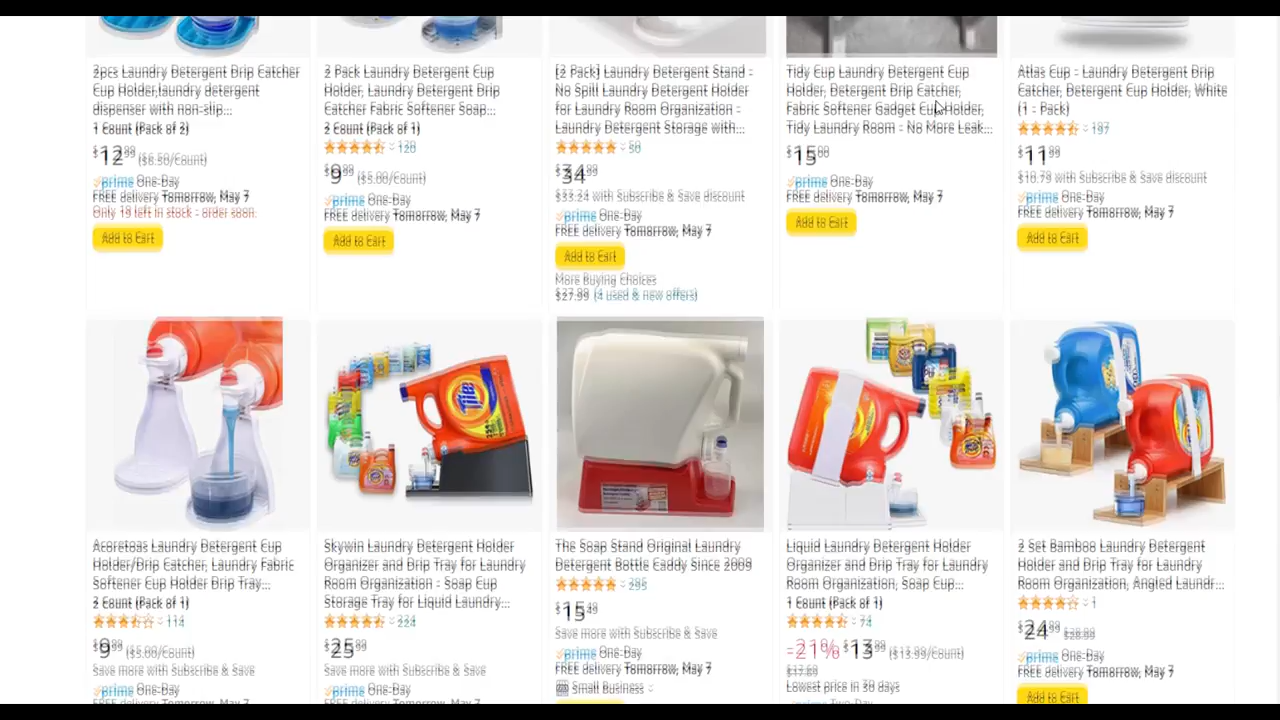 2pcs Laundry Detergent Drip Catcher
Cup Holder,laundry detergent
dispenser with non-slip...
1 Count (Pack of 2)
$12 ($6.50/Count)
prime One-Day
FREE delivery Tomorrow, May 7
Only 19 left in stock - order soon.
Add to Cart
2 Pack Laundry Detergent Cup
Holder, Laundry Detergent Drip
Catcher Fabric Softener Soap...
2 Count (Pack of 1)
120
$9.99 ($5.00/Count)
prime One-Day
FREE delivery Tomorrow, May 7
Add to Cart
[2 Pack] Laundry Detergent Stand -
No Spill Laundry Detergent Holder
for Laundry Room Organization -
Laundry Detergent Storage with...
50
$34.99
$33.24 with Subscribe & Save discount
prime One-Day
FREE delivery Tomorrow, May 7
Add to Cart
More Buying Choices
$27.99 (4 used & new offers)
Tidy Cup Laundry Detergent Cup
Holder, Detergent Drip Catcher,
Fabric Softener Gadget Cup Holder,
Tidy Laundry Room - No More Leak...
$15.00
prime One-Day
FREE delivery Tomorrow, May 7
Add to Cart
Atlas Cup - Laundry Detergent Drip
Catcher, Detergent Cup Holder, White
(1 - Pack)
197
$11.99
$10.79 with Subscribe & Save discount
prime One-Day
FREE delivery Tomorrow, May 7
Add to Cart
Acoretoas Laundry Detergent Cup
Holder/Drip Catcher, Laundry Fabric
Softener Cup Holder Drip Tray...
2 Count (Pack of 1)
114
$9.99 ($5.00/Count)
Save more with Subscribe & Save
prime One-Day
FREE delivery Tomorrow, May 7
Tide
Skywin Laundry Detergent Holder
Organizer and Drip Tray for Laundry
Room Organization - Soap Cup
Storage Tray for Liquid Laundry...
224
$25.99
Save more with Subscribe & Save
prime One-Day
FREE delivery Tomorrow, May 7
The Soap Stand Original Laundry
Detergent Bottle Caddy Since 2009
295
$15.49
Save more with Subscribe & Save
prime One-Day
FREE delivery Tomorrow, May 7
Small Business
Liquid Laundry Detergent Holder
Organizer and Drip Tray for Laundry
Room Organization, Soap Cup...
1 Count (Pack of 1)
74
-21% $13.99 ($13.99/Count)
Lowest price in 30 days
prime Two-Day
2 Set Bamboo Laundry Detergent
Holder and Drip Tray for Laundry
Room Organization, Angled Laundr...
1
$24.99 $28.99
prime One-Day
FREE delivery Tomorrow, May 7
Add to Cart